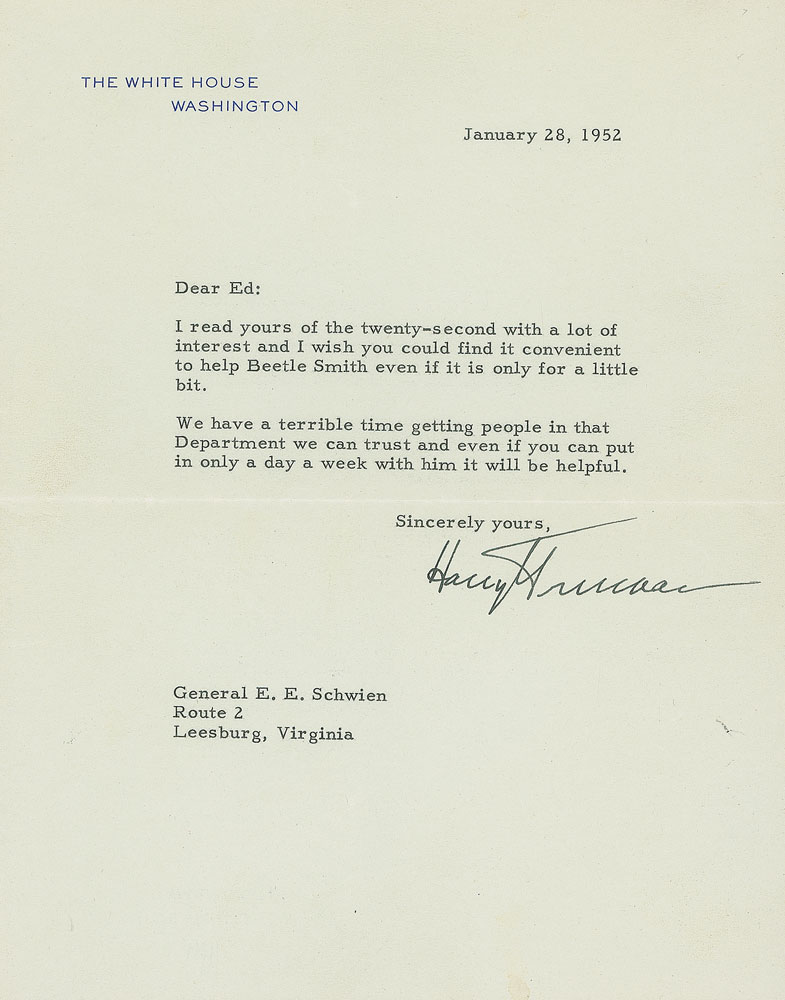 THE WHITE HOUSE
WASHINGTON
January 28, 1952
Dear Ed:
I read yours of the twenty-second with a lot of
interest and I wish you could find it convenient
to help Beetle Smith even if it is only for a little
bit.
We have a terrible time getting people in that
Department we can trust and even if you can put
in only a day a week with him it will be helpful.
Sincerely yours,
Harry Truman
General E. E. Schwien
Route 2
Leesburg, Virginia